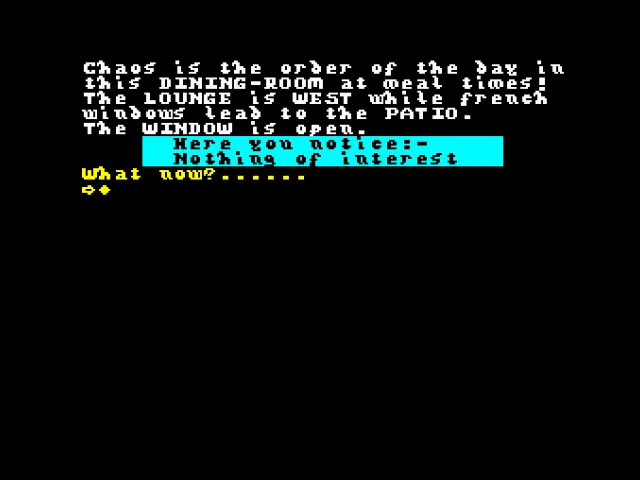 Chaos is the order of the day in
this DINING-ROOM at meal times!
The LOUNGE is WEST while french
windows lead to the PATIO.
The WINDOW is open.
Here you notice:-
Nothing of interest
What now?......